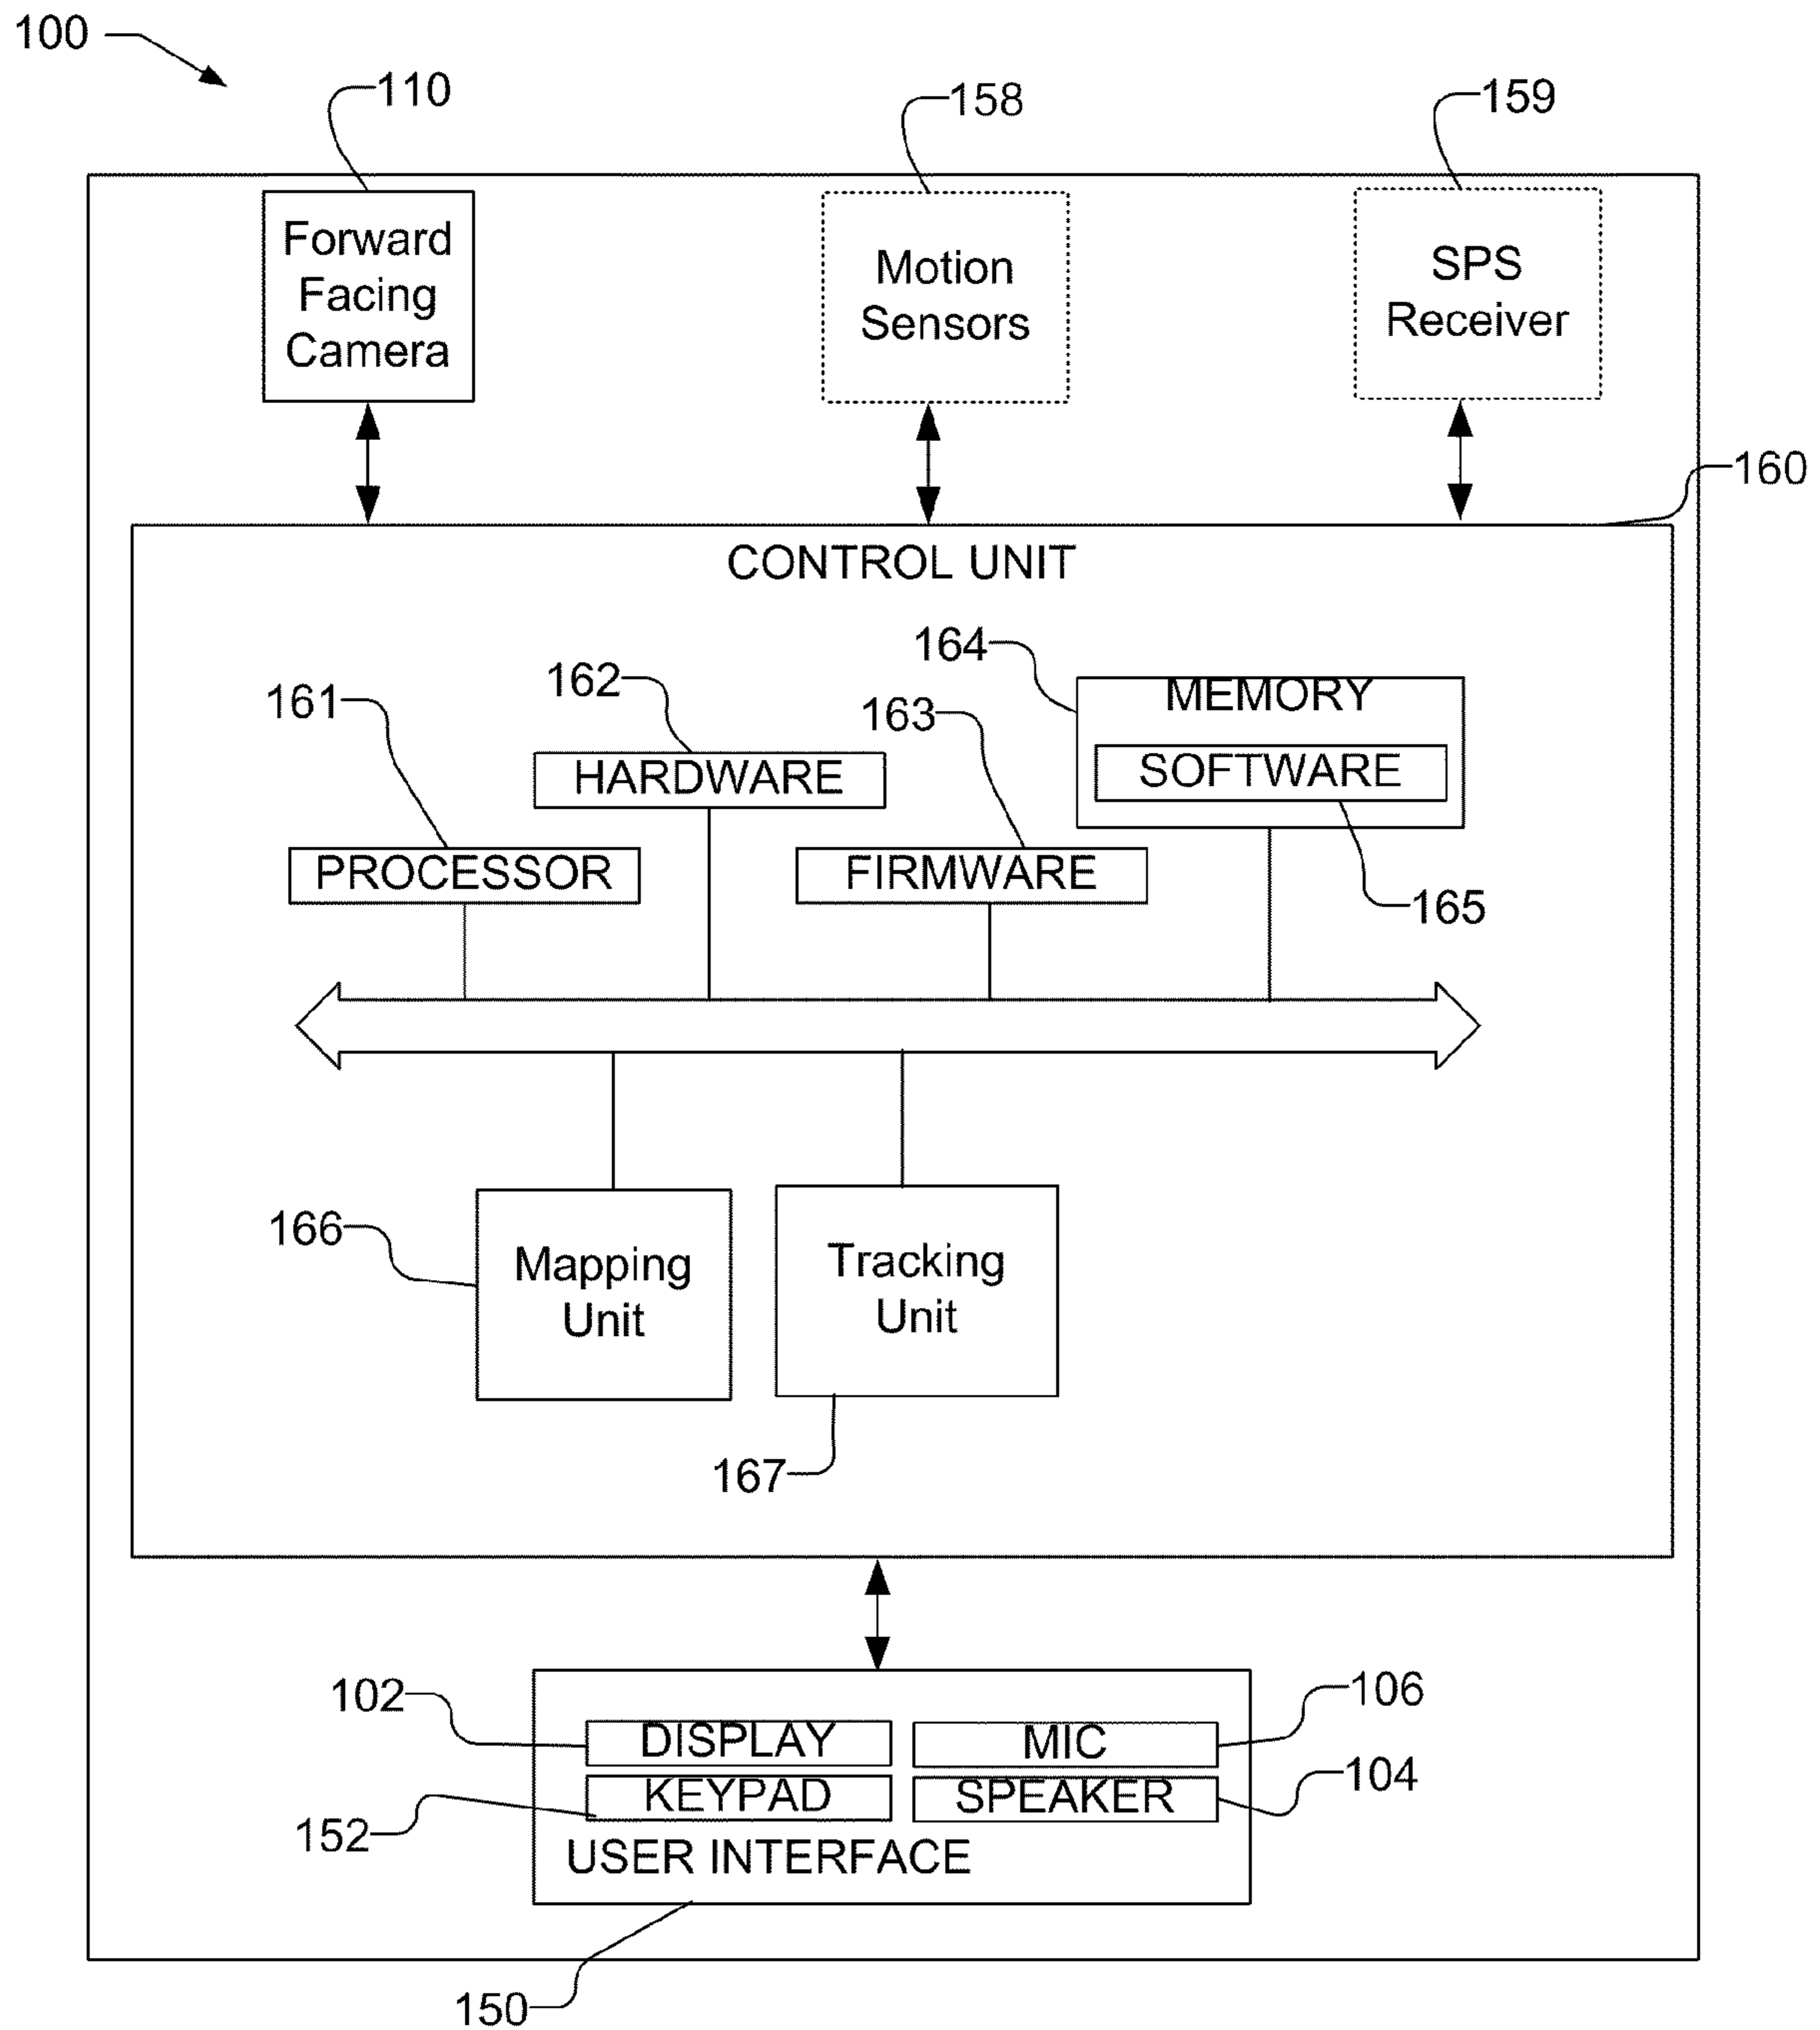 100
110
158
159
Forward
Facing
Camera
Motion
Sensors
SPS
Receiver
160
CONTROL UNIT
164
162
161
163
MEMORY
HARDWARE
SOFTWARE
PROCESSOR
FIRMWARE
165
166
Mapping
Unit
Tracking
Unit
167
102
106
DISPLAY
MIC
104
KEYPAD
SPEAKER
152
USER INTERFACE
150